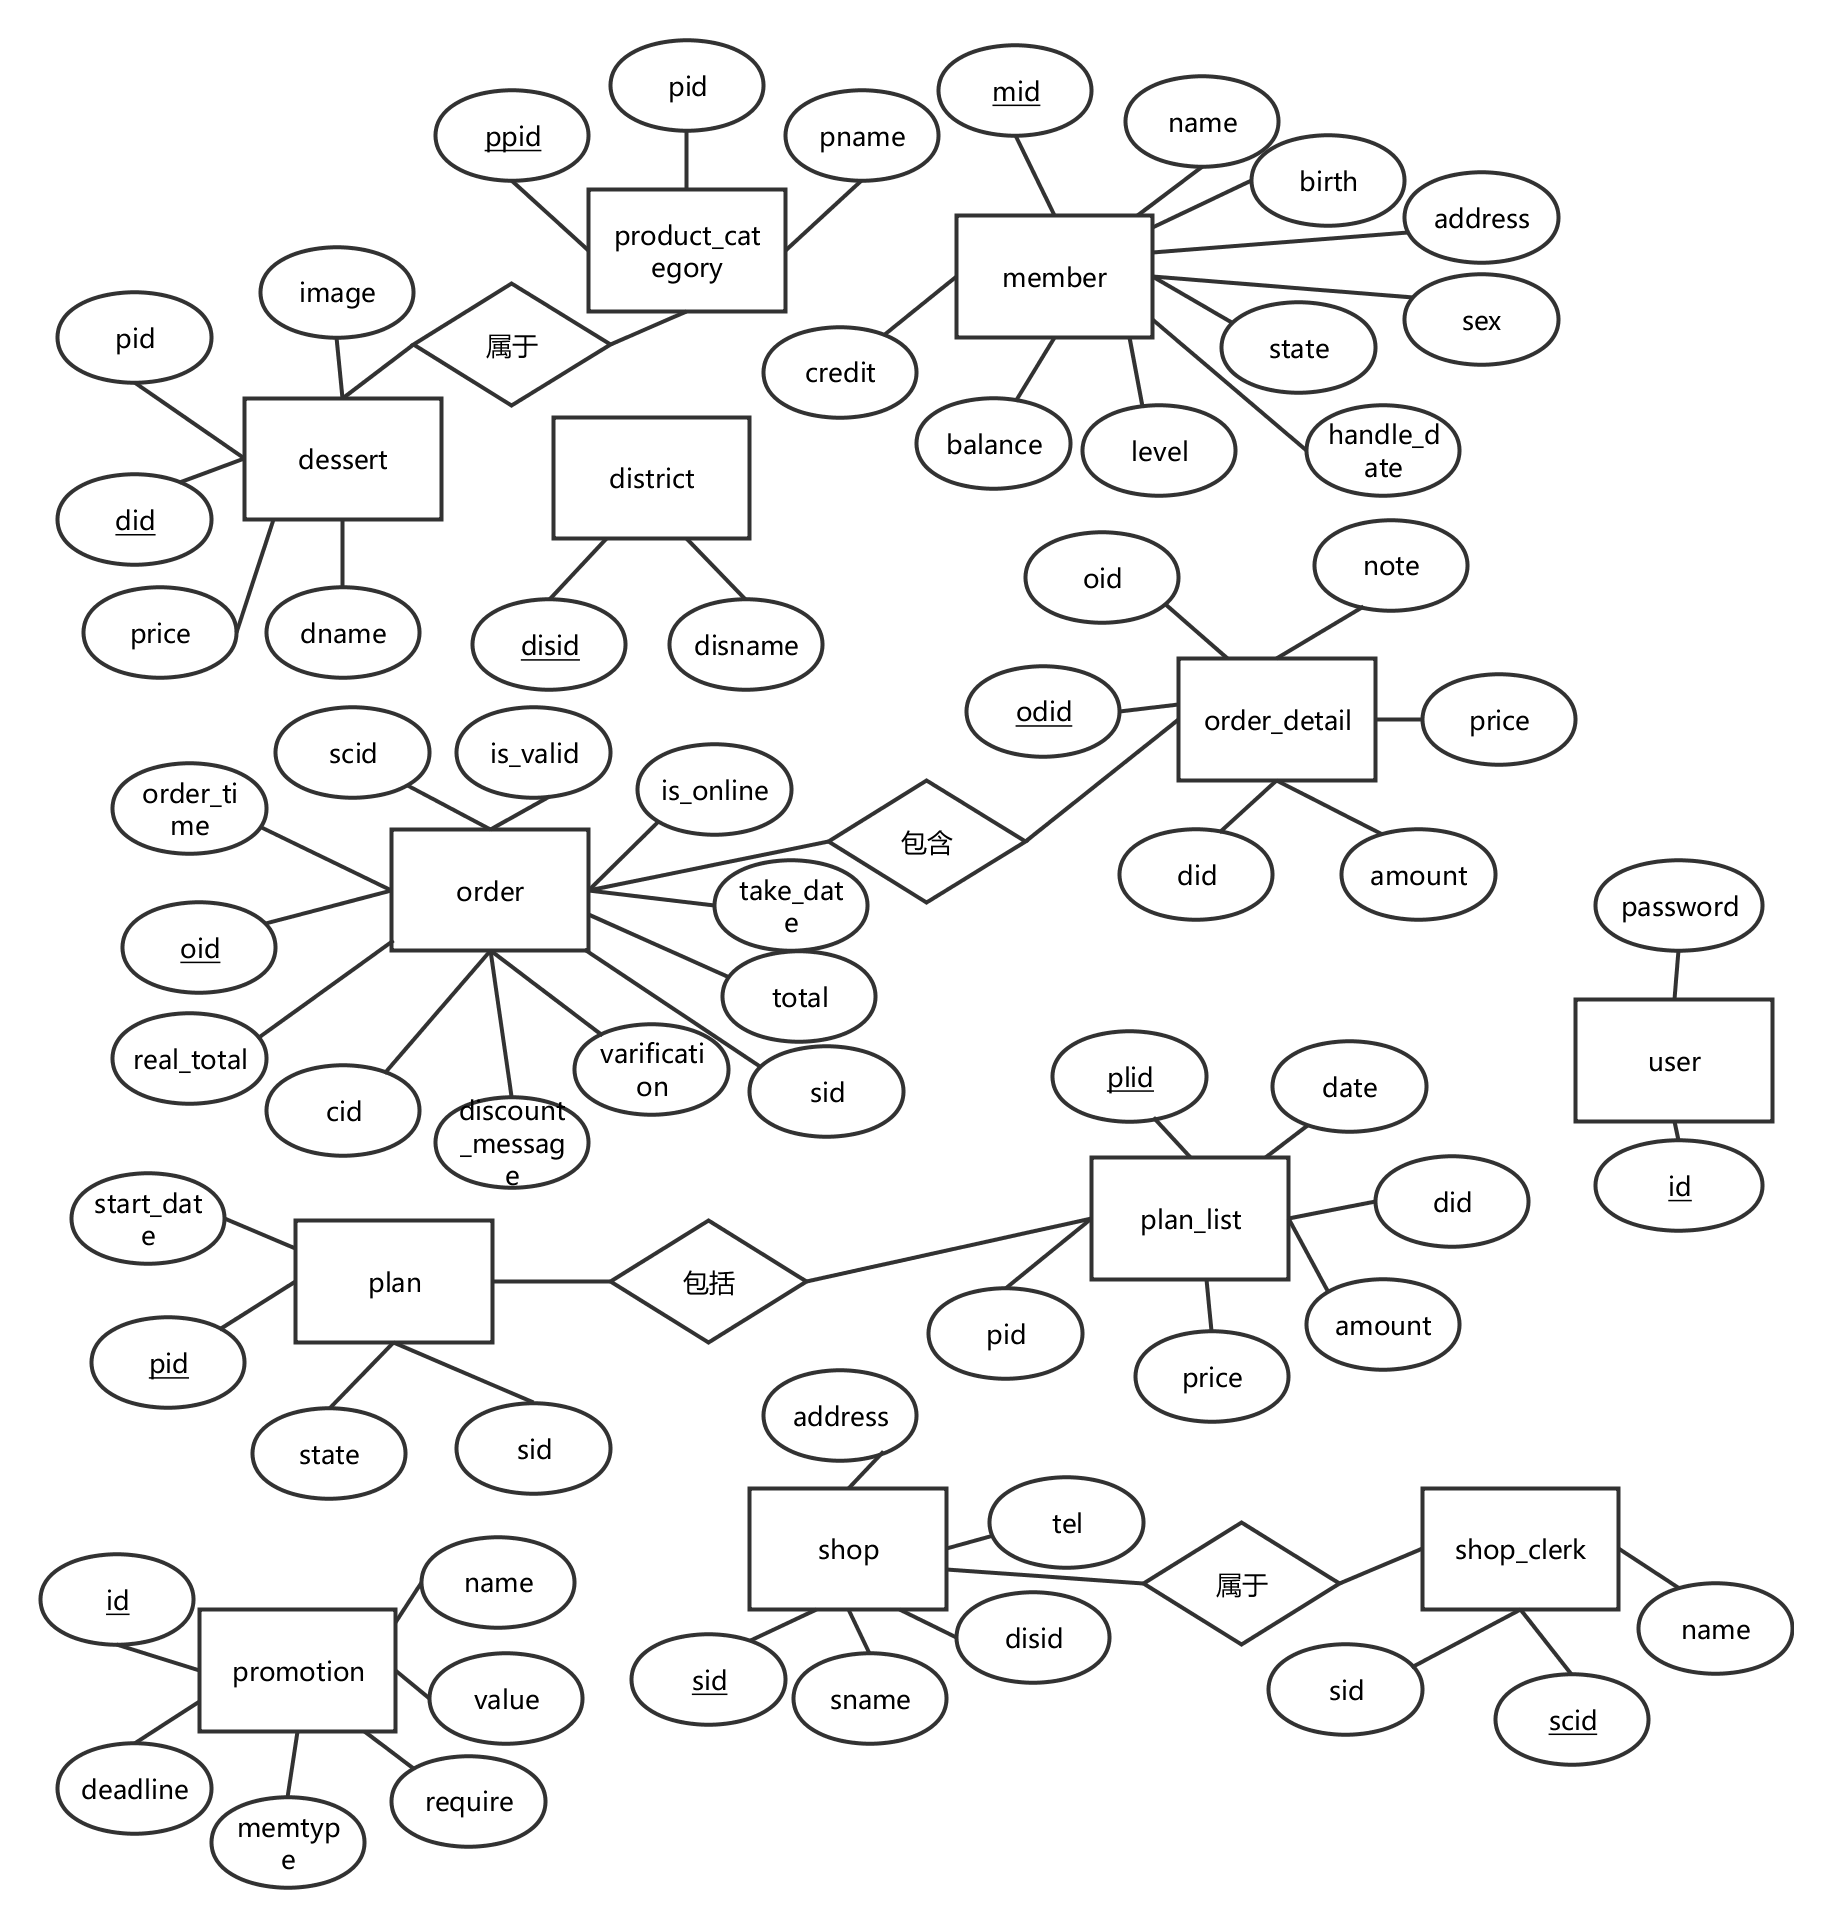 pid
mid
ppid
pname
name
birth
address
product_cat
egory
member
image
pid
属于
credit
state
sex
balance
level
handle_d
ate
dessert
district
did
price
dname
disid
disname
oid
note
odid
order_detail
price
did
amount
scid
is_valid
is_online
order_ti
me
包含
order
take_dat
e
oid
total
real_total
cid
discount
_messag
e
varificati
on
sid
password
user
id
plid
date
plan_list
did
pid
price
amount
start_dat
e
plan
包括
pid
state
sid
address
shop
tel
属于
shop_clerk
sid
sname
disid
sid
scid
name
id
name
promotion
value
deadline
memtyp
e
require